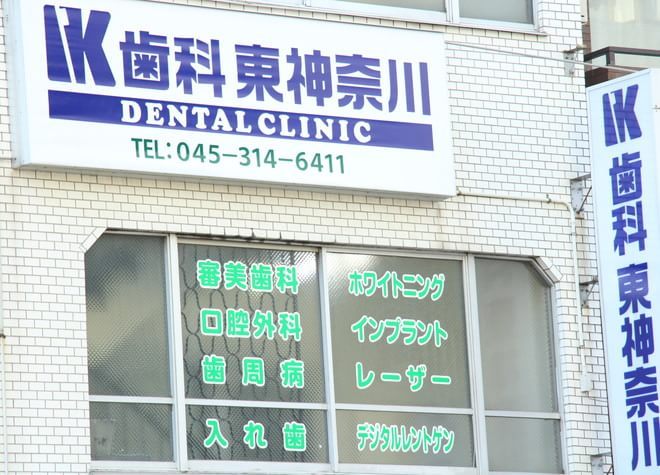 K歯科 東神奈川
DENTAL CLINIC
TEL: 045-314-6411
審美歯科
口腔外科
歯周病
入れ歯
ホワイトニング
インプラント
レーザー
デジタルレントゲン
K歯科 東神奈川